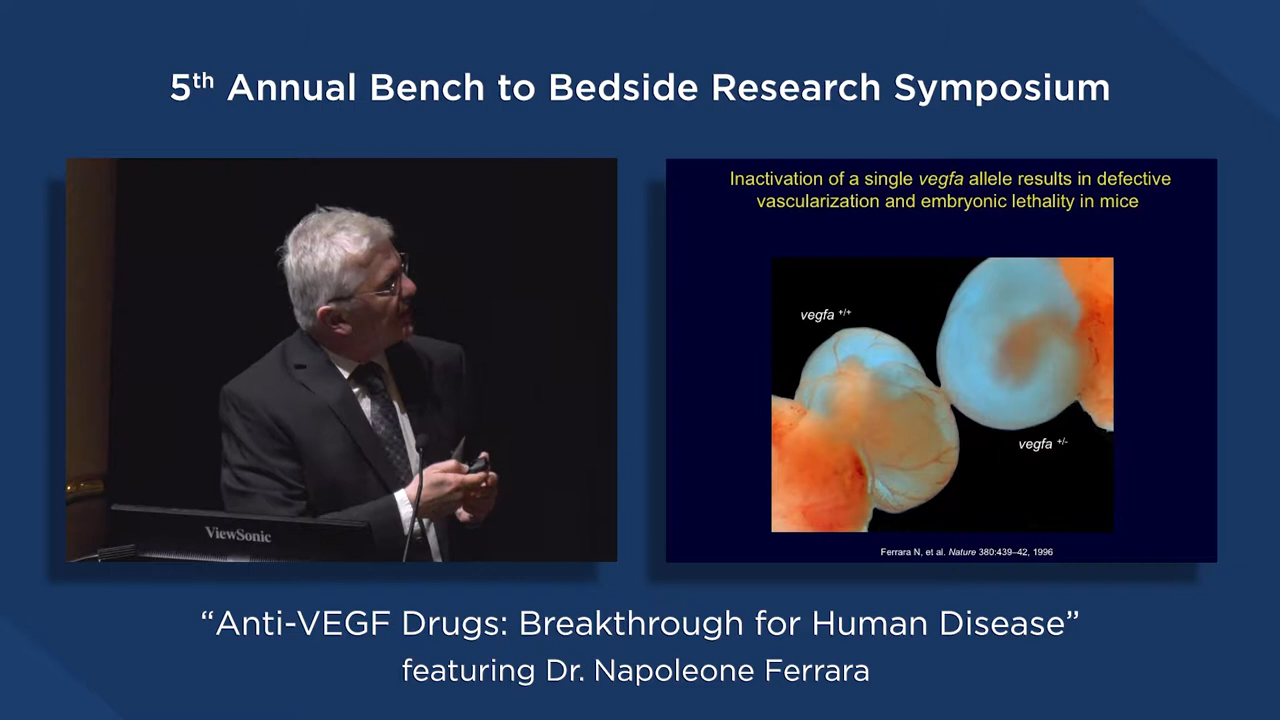 5th Annual Bench to Bedside Research Symposium
Inactivation of a single vegfa allele results in defective
vascularization and embryonic lethality in mice
vegfa +/+
vegfa +/-
Ferrara N, et al. Nature 380:439–42, 1996
ViewSonic
“Anti-VEGF Drugs: Breakthrough for Human Disease”
featuring Dr. Napoleone Ferrara